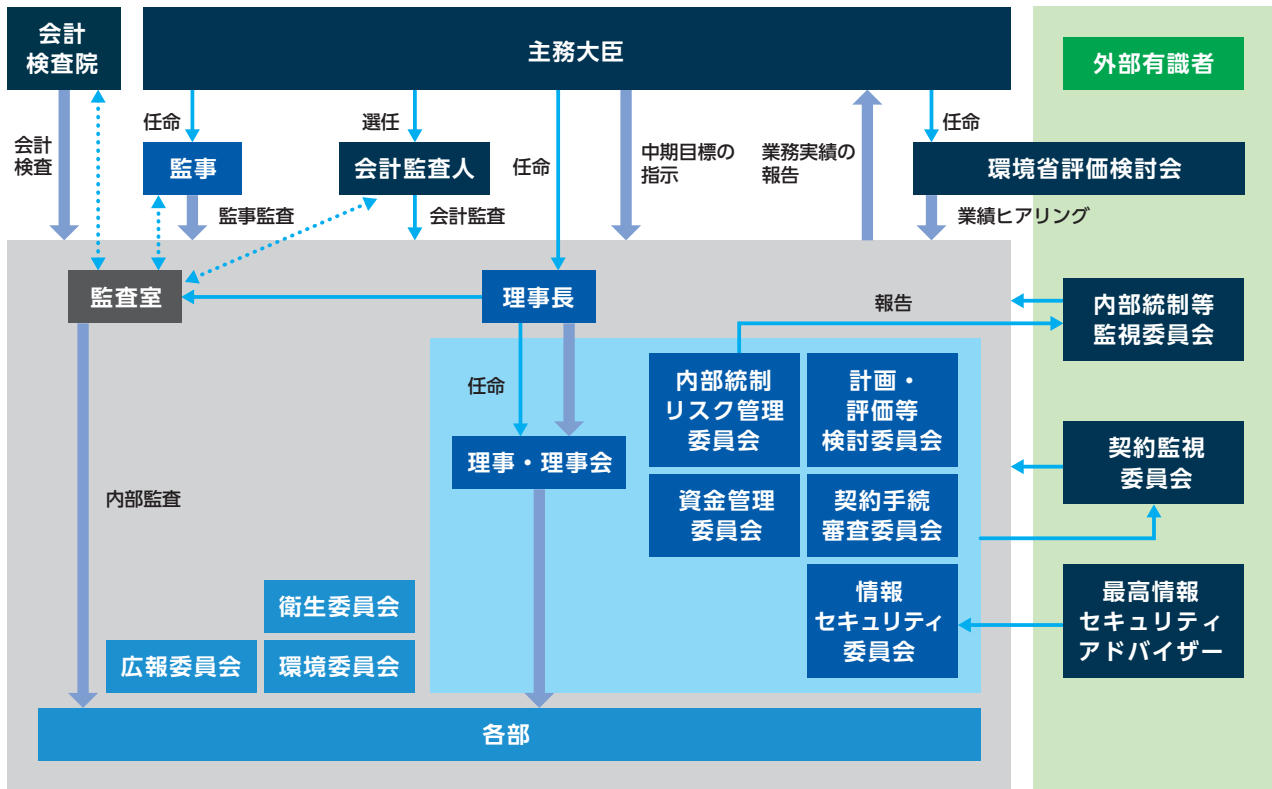 会計
検査院
主務大臣
外部有識者
会計
検査
任命
選任
任命
中期目標の
指示
業務実績の
報告
任命
監事
会計監査人
環境省評価検討会
監事監査
会計監査
業績ヒアリング
監査室
理事長
報告
内部統制等
監視委員会
任命
内部統制
リスク管理
委員会
計画・
評価等
検討委員会
理事・理事会
契約監視
委員会
内部監査
資金管理
委員会
契約手続
審査委員会
情報
セキュリティ
委員会
最高情報
セキュリティ
アドバイザー
衛生委員会
広報委員会
環境委員会
各部